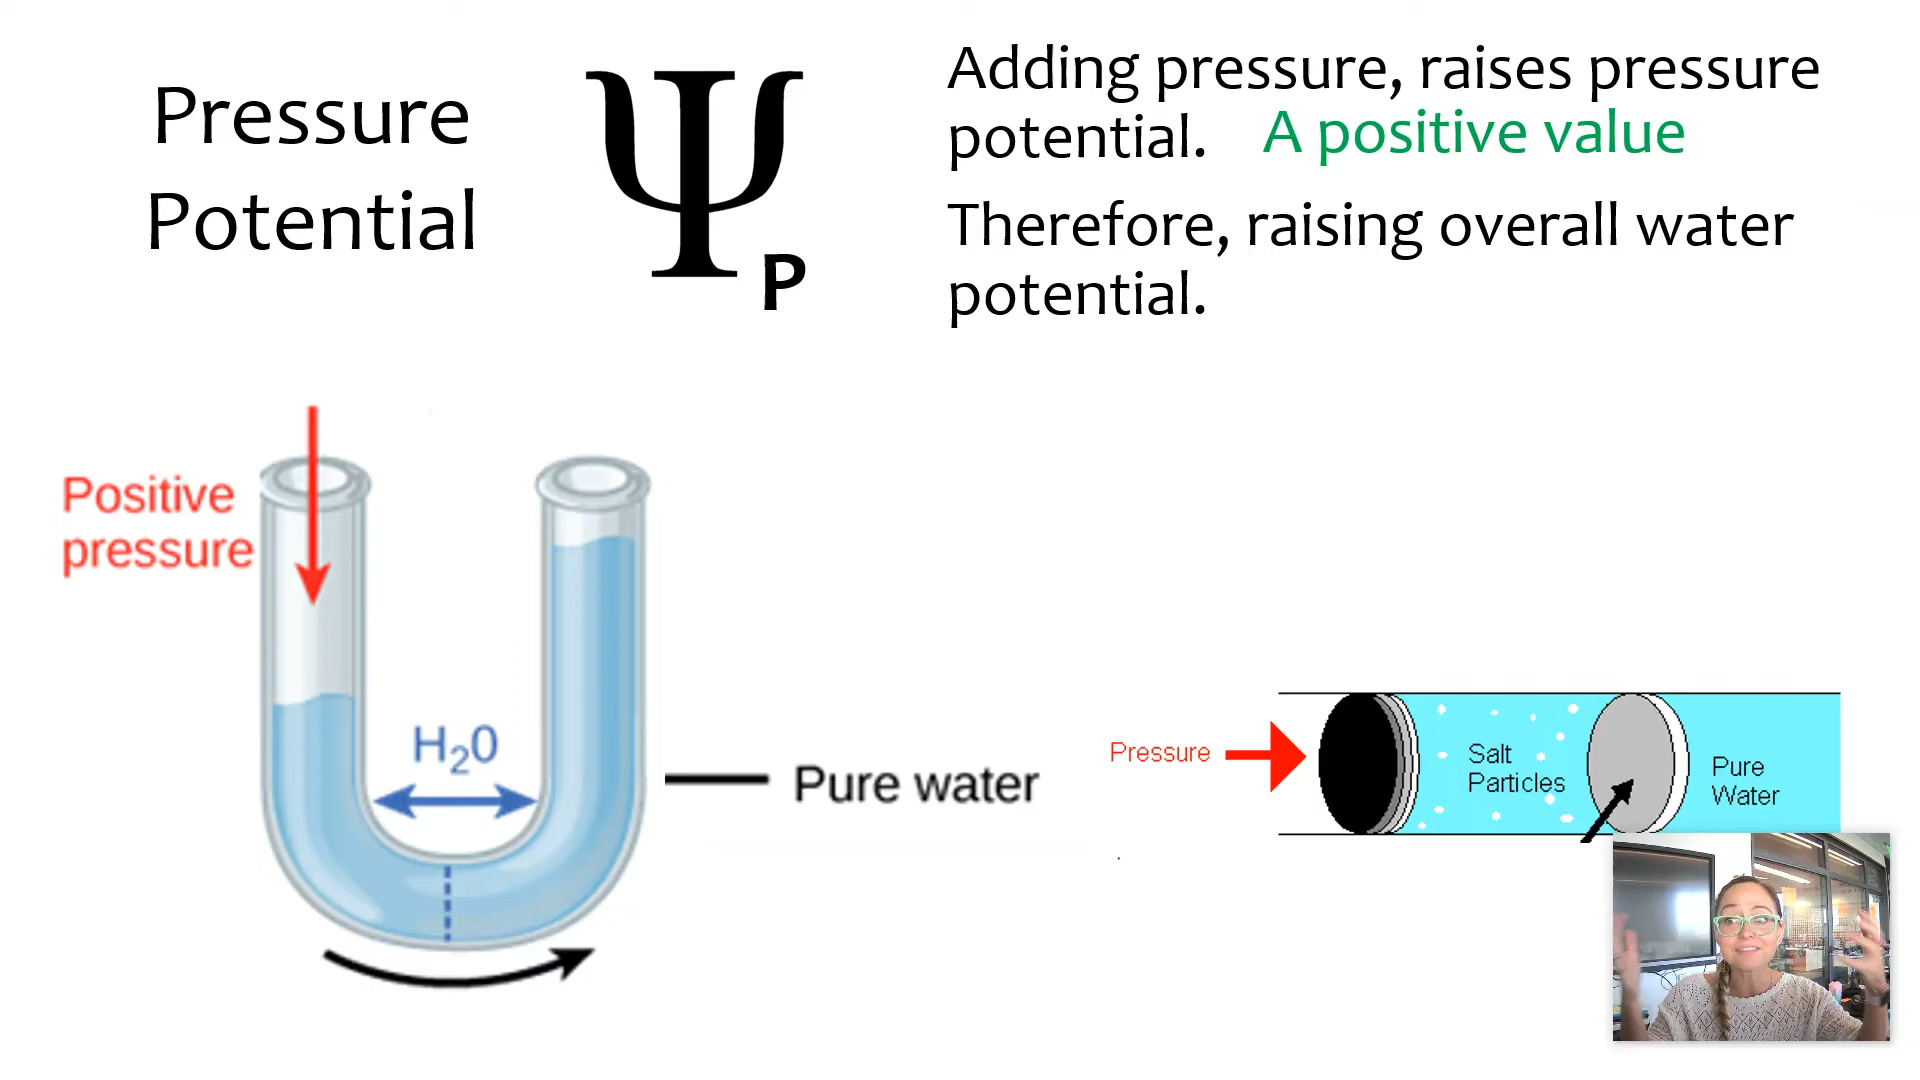 Pressure
Potential
Ψ
P
Adding pressure, raises pressure
potential. A positive value
Therefore, raising overall water
potential.
Positive
pressure
H₂0
Pure water
Pressure
Salt
Particles
Pure
Water